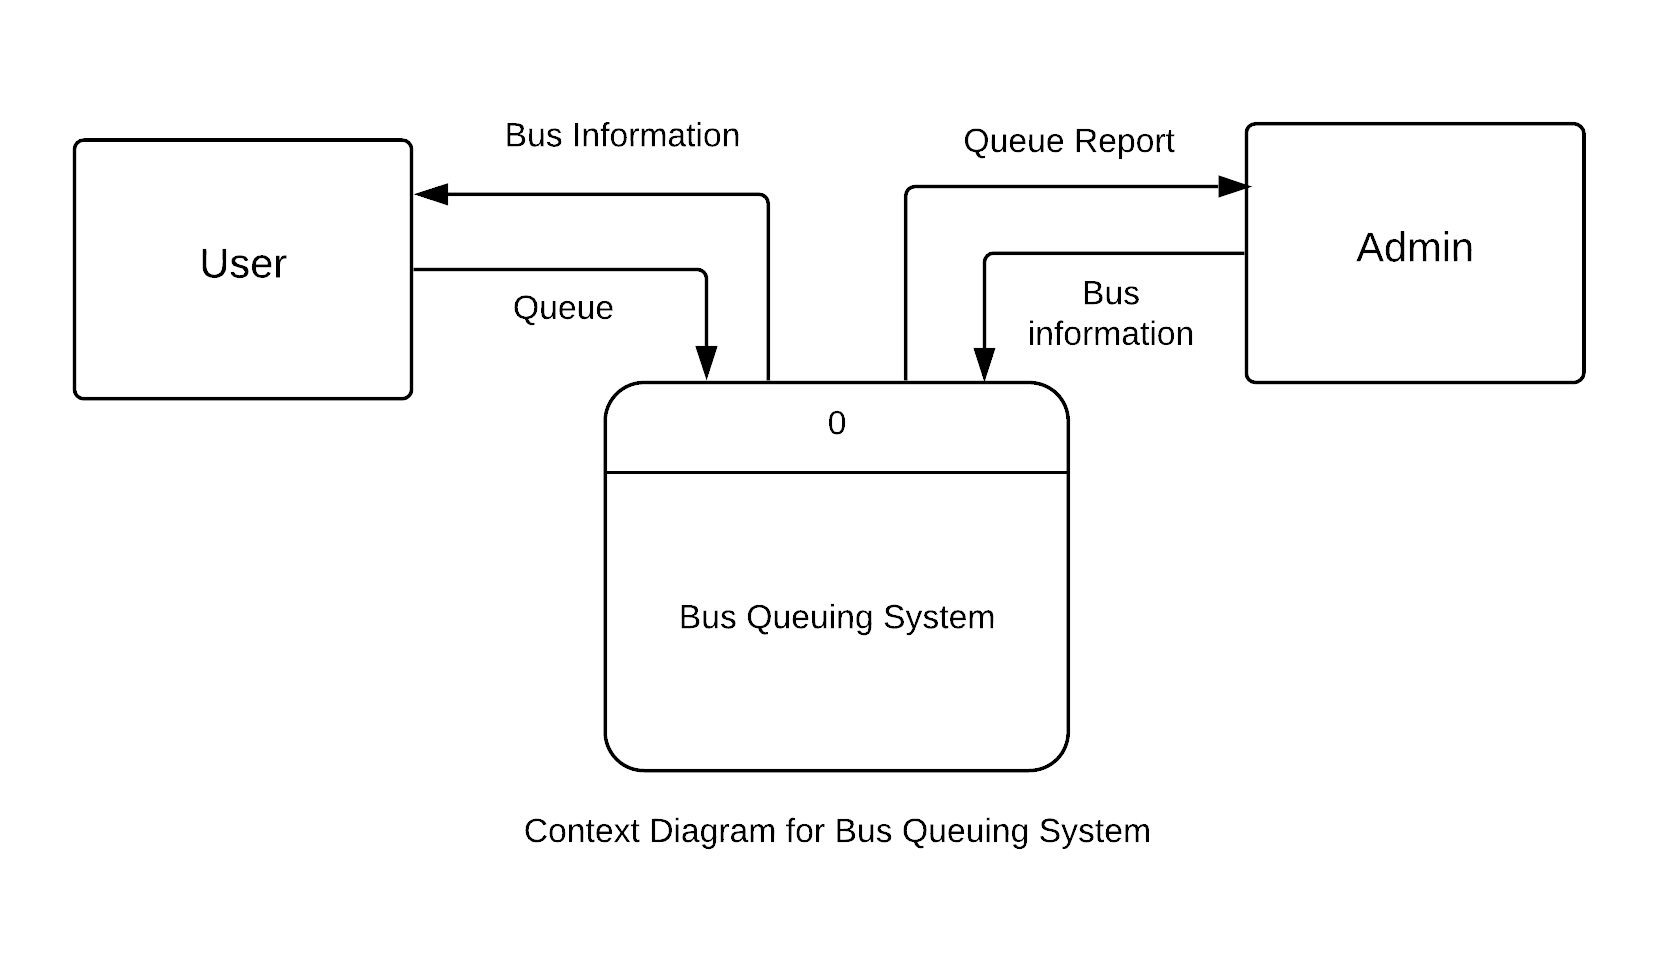 Bus Information
Queue Report
User
Admin
Queue
Bus
information
0
Bus Queuing System
Context Diagram for Bus Queuing System